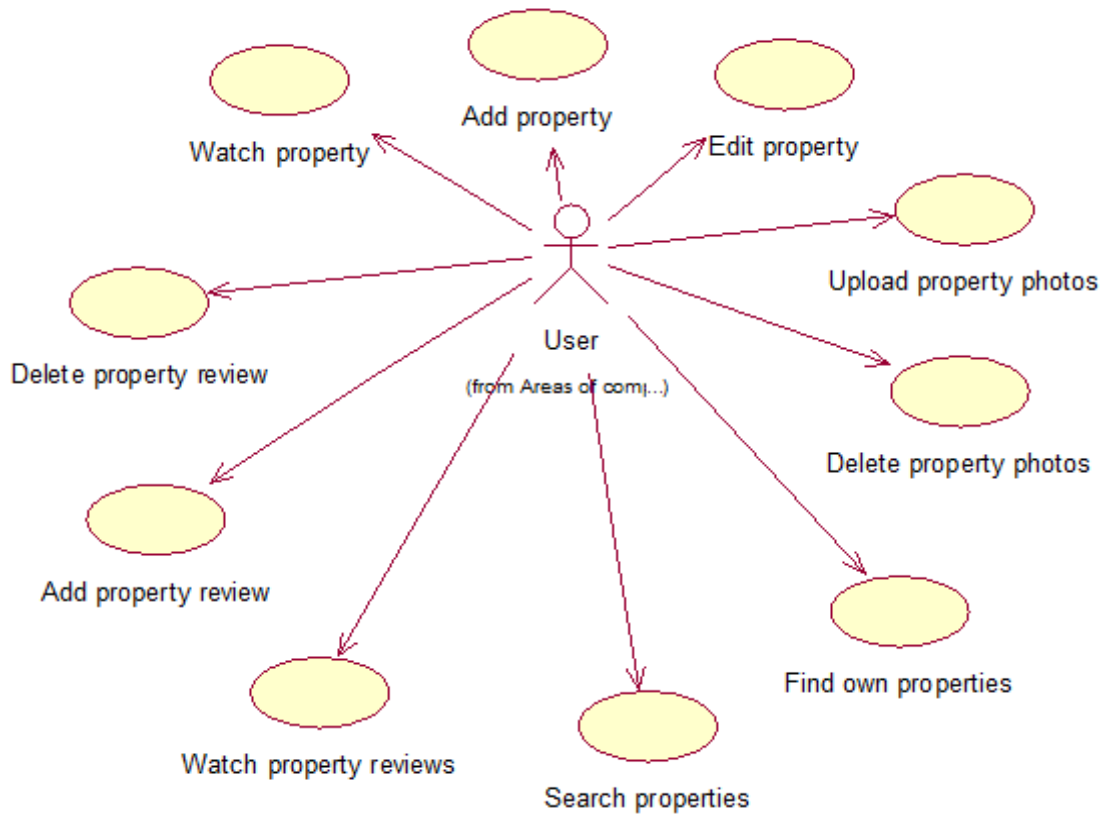 Add property
Watch property
Edit property
Upload property photos
User
Delete property review
(from Areas of comp...)
Delete property photos
Add property review
Find own properties
Watch property reviews
Search properties